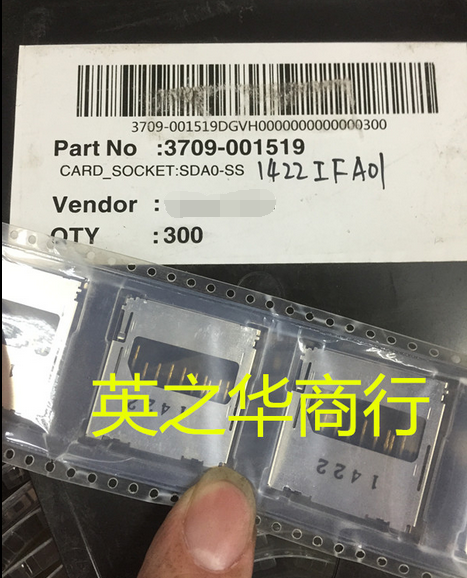 3709-001519DGVH0000000000000300
Part No :3709-001519
CARD_SOCKET:SDA0-SS 1422IFA01
Vendor :
QTY :300
英之华商行
1422
1422